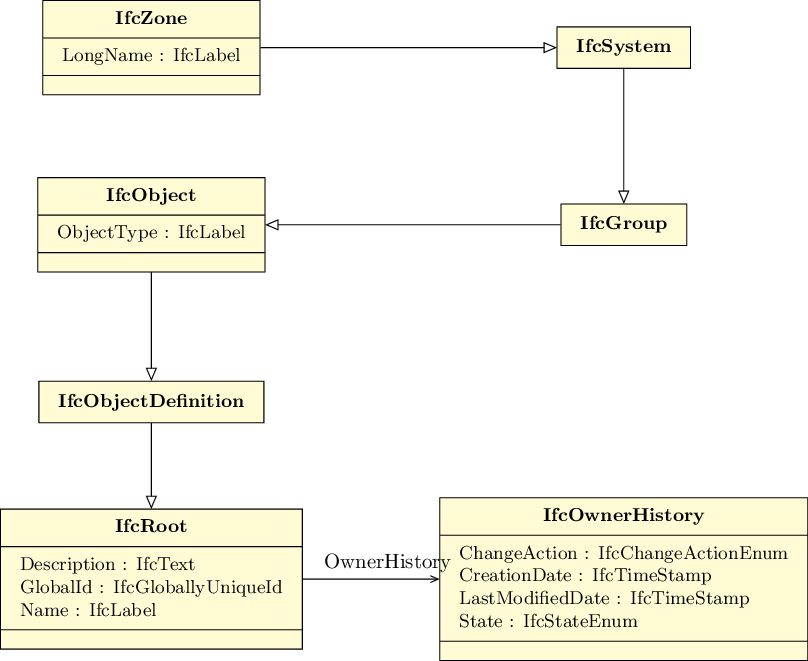 IfcZone
LongName : IfcLabel
IfcSystem
IfcObject
ObjectType : IfcLabel
IfcGroup
IfcObjectDefinition
IfcRoot
Description : IfcText
GlobalId : IfcGloballyUniqueId
Name : IfcLabel
OwnerHistory
IfcOwnerHistory
ChangeAction : IfcChangeActionEnum
CreationDate : IfcTimeStamp
LastModifiedDate : IfcTimeStamp
State : IfcStateEnum